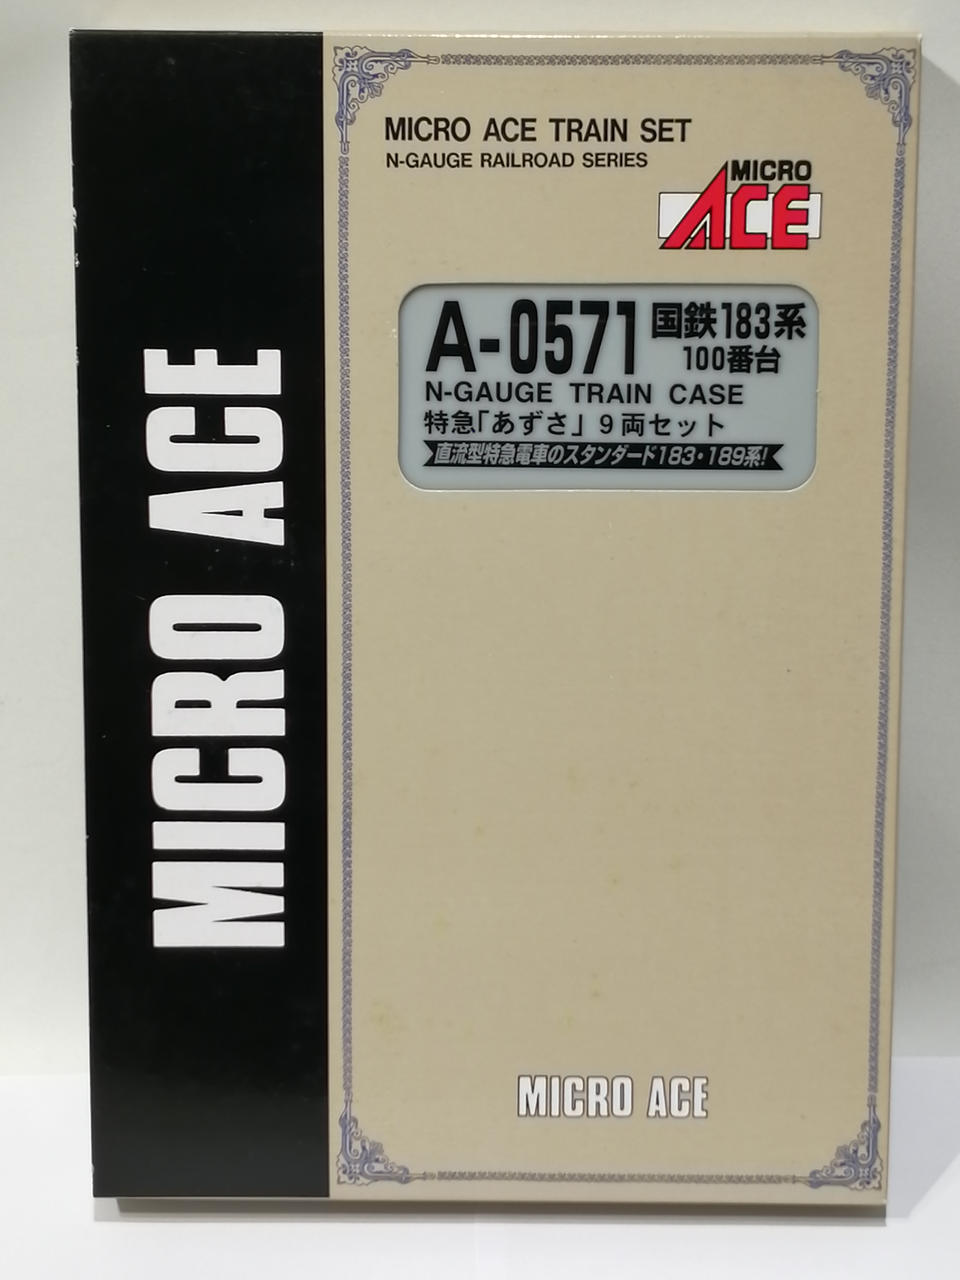 MICRO ACE
MICRO ACE TRAIN SET
N-GAUGE RAILROAD SERIES
MICRO
ACE
A-0571 国鉄183系
100番台
N-GAUGE TRAIN CASE
特急「あずさ」9両セット
直流型特急電車のスタンダード183・189系!
MICRO ACE